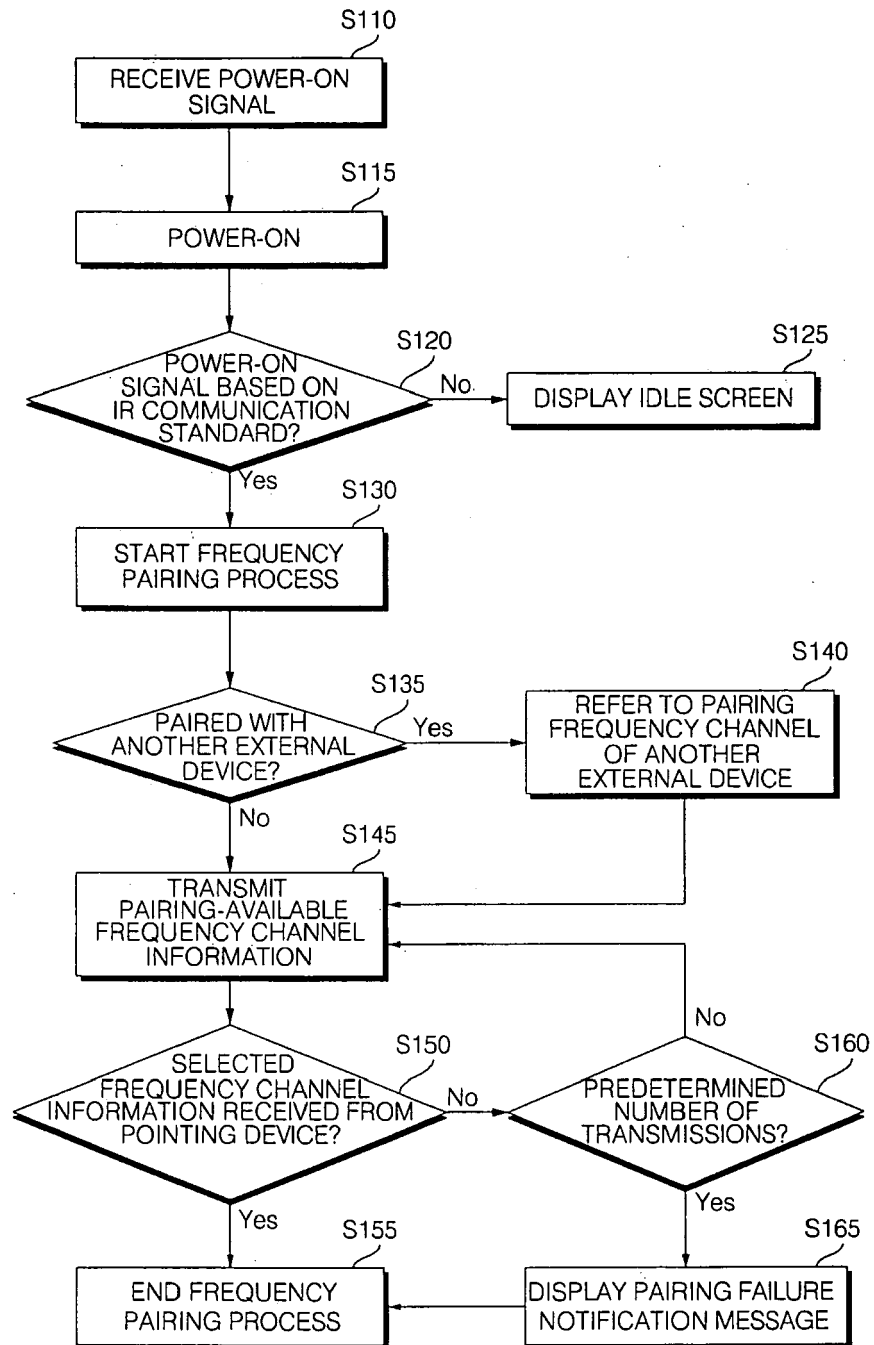 S110
RECEIVE POWER-ON
SIGNAL
S115
POWER-ON
S120
POWER-ON
SIGNAL BASED ON
IR COMMUNICATION
STANDARD?
No
S125
DISPLAY IDLE SCREEN
Yes
S130
START FREQUENCY
PAIRING PROCESS
S135
PAIRED WITH
ANOTHER EXTERNAL
DEVICE?
Yes
S140
REFER TO PAIRING
FREQUENCY CHANNEL
OF ANOTHER
EXTERNAL DEVICE
No
S145
TRANSMIT
PAIRING-AVAILABLE
FREQUENCY CHANNEL
INFORMATION
S150
SELECTED
FREQUENCY CHANNEL
INFORMATION RECEIVED FROM
POINTING DEVICE?
No
No
S160
PREDETERMINED
NUMBER OF
TRANSMISSIONS?
Yes
Yes
S155
END FREQUENCY
PAIRING PROCESS
S165
DISPLAY PAIRING FAILURE
NOTIFICATION MESSAGE